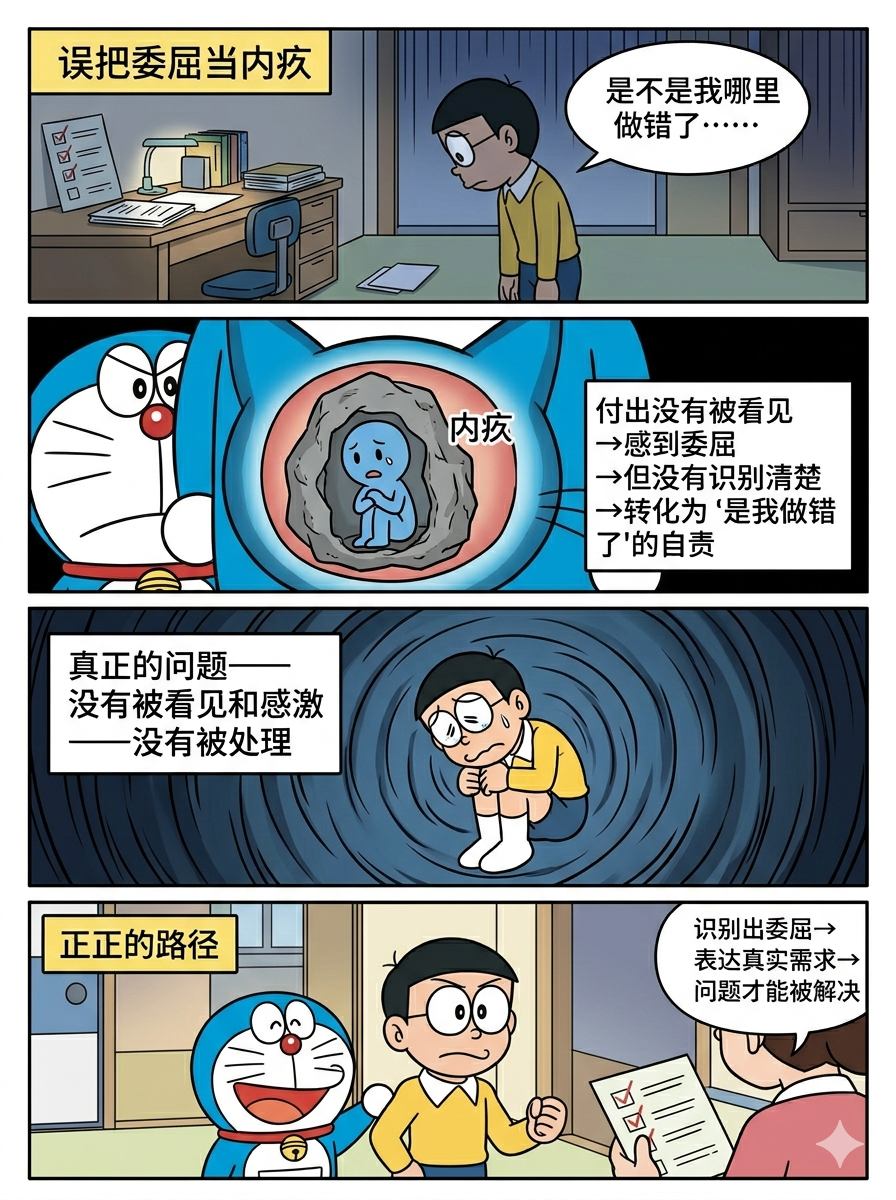 误把委屈当内疚
是不是我哪里
做错了……
内疚
付出没有被看见
→感到委屈
→但没有识别清楚
→转化为‘是我做错
了'的自责
真正的问题——
没有被看见和感激
——没有被处理
正正的路径
识别出委屈→
表达真实需求→
问题才能被解决